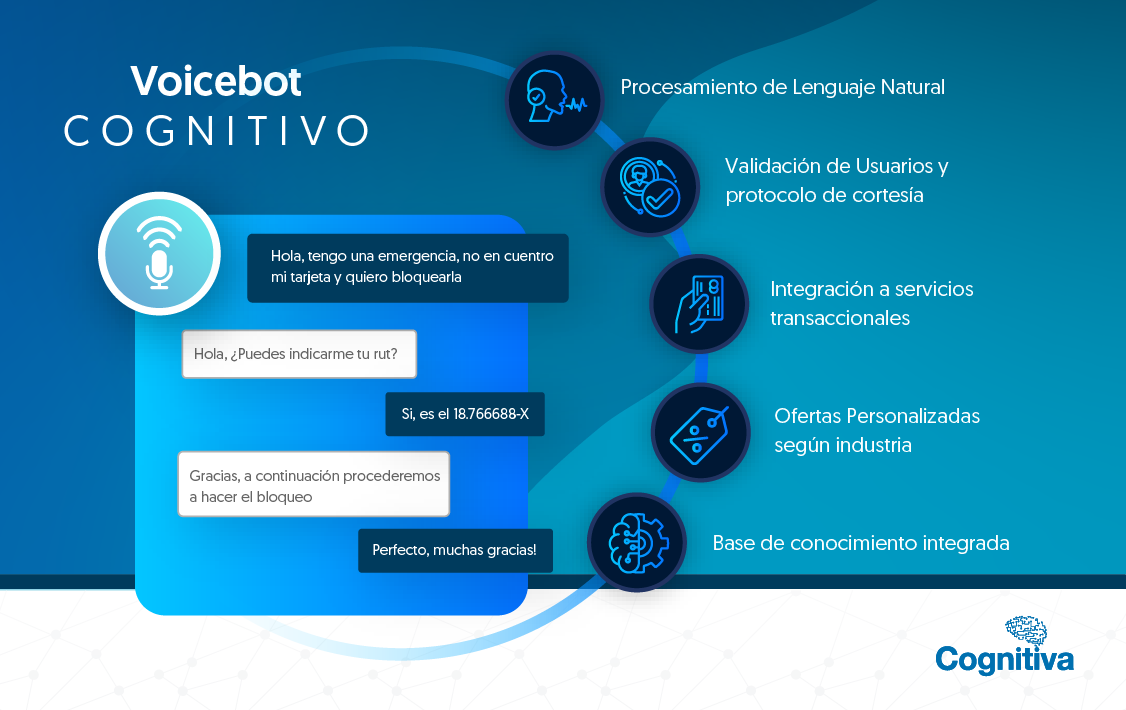 Voicebot
COGNITIVO
Hola, tengo una emergencia, no en cuentro
mi tarjeta y quiero bloquearla
Hola, ¿Puedes indicarme tu rut?
Si, es el 18.766688-X
Gracias, a continuación procederemos
a hacer el bloqueo
Perfecto, muchas gracias!
Procesamiento de Lenguaje Natural
Validación de Usuarios y
protocolo de cortesía
Integración a servicios
transaccionales
Ofertas Personalizadas
según industria
Base de conocimiento integrada
Cognitiva